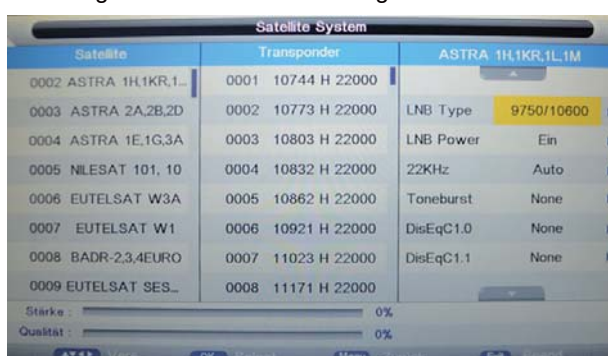 Satellite System
Satellite Transponder ASTRA 1H,1KR,1L,1M
0002 ASTRA 1H,1KR,1... 0001 10744 H 22000
0003 ASTRA 2A,2B,2D 0002 10773 H 22000 LNB Type 9750/10600
0004 ASTRA 1E,1G,3A 0003 10803 H 22000 LNB Power Ein
0005 NILESAT 101, 10 0004 10832 H 22000 22KHz Auto
0006 EUTELSAT W3A 0005 10862 H 22000 Toneburst None
0007 EUTELSAT W1 0006 10921 H 22000 DisEqC1.0 None
0008 BADR-2,3,4EURO 0007 11023 H 22000 DisEqC1.1 None
0009 EUTELSAT SES... 0008 11171 H 22000
Stärke : 0%
Qualität : 0%